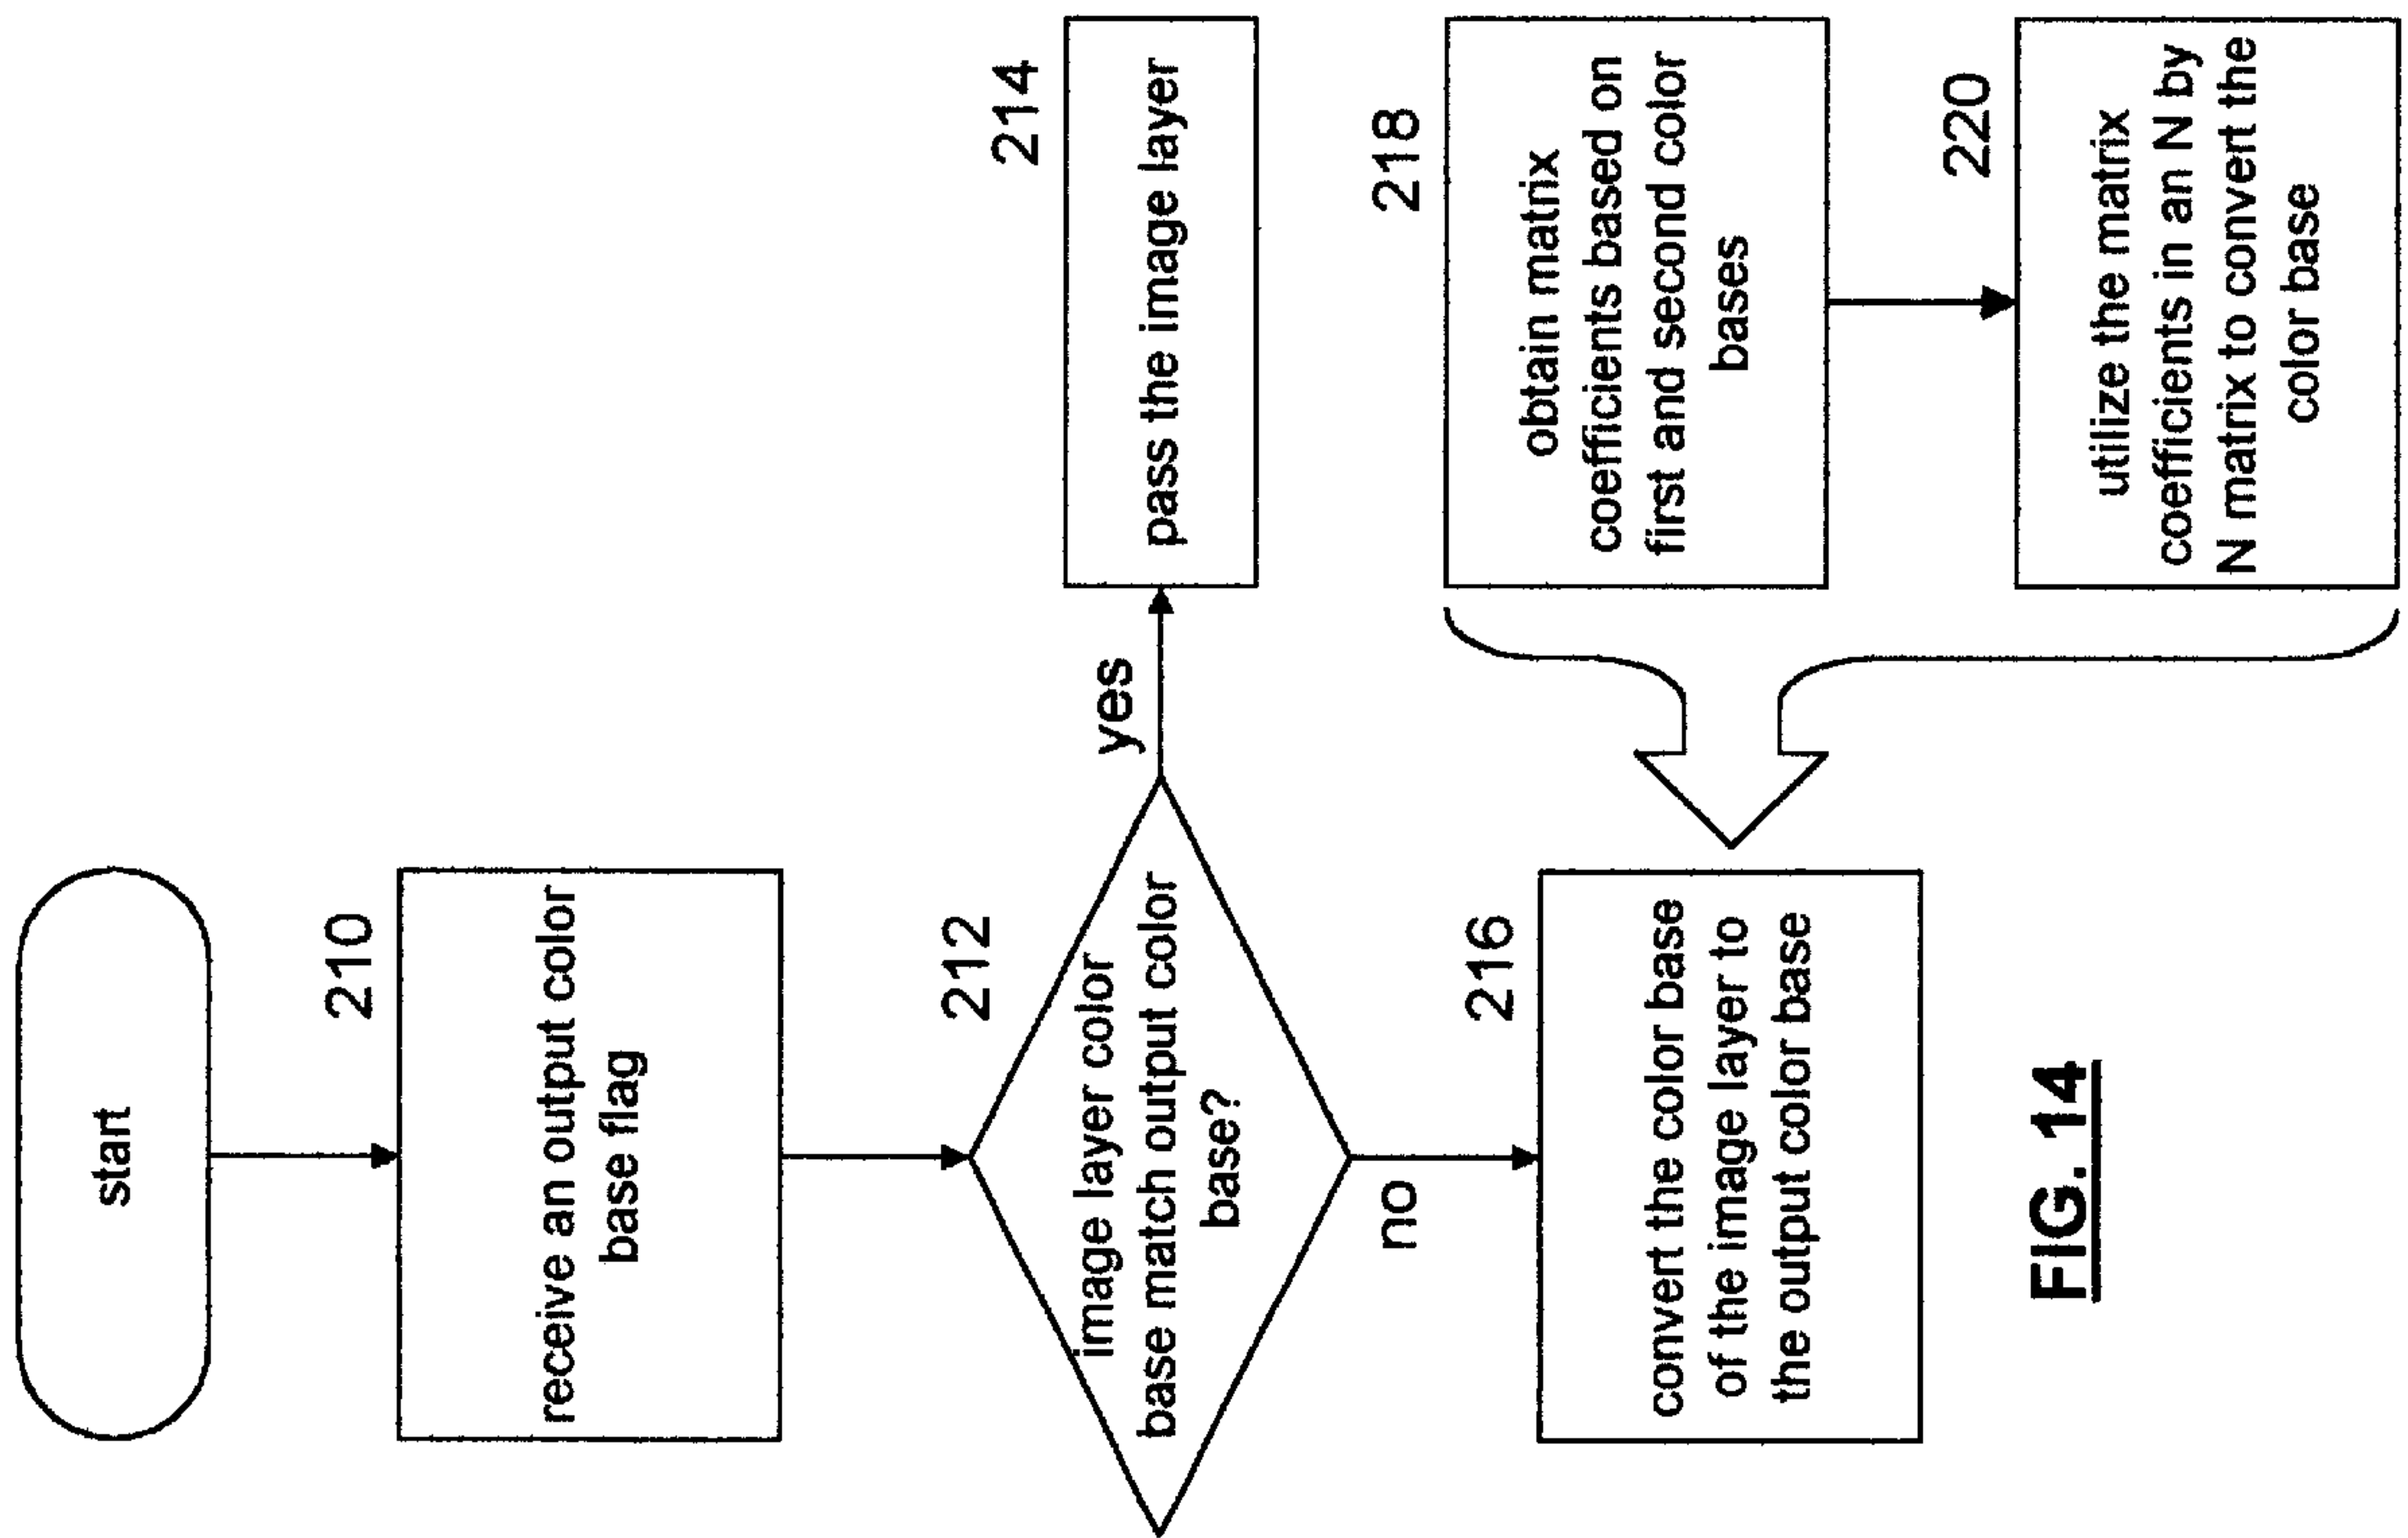 start
210
receive an output color
base flag
212
image layer color
base match output color
base?
yes
214
pass the image layer
no
216
convert the color base
of the image layer to
the output color base
218
obtain matrix
coefficients based on
first and second color
bases
220
utilize the matrix
coefficients in an N by
N matrix to convert the
color base
FIG. 14